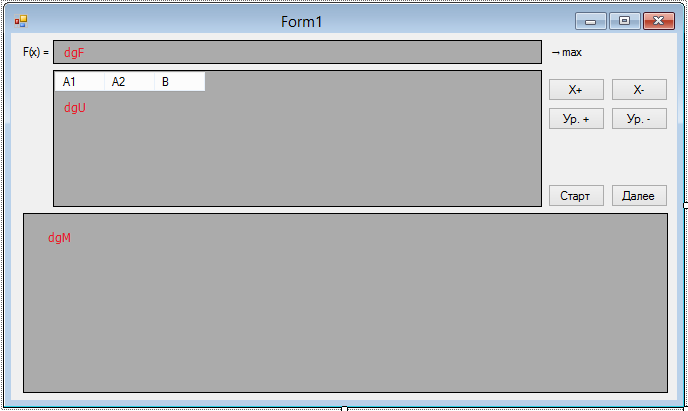 Form1
F(x) = dgF → max
A1 A2 B
X+ X-
dgU
Ур. + Ур. -
Старт Далее
dgM